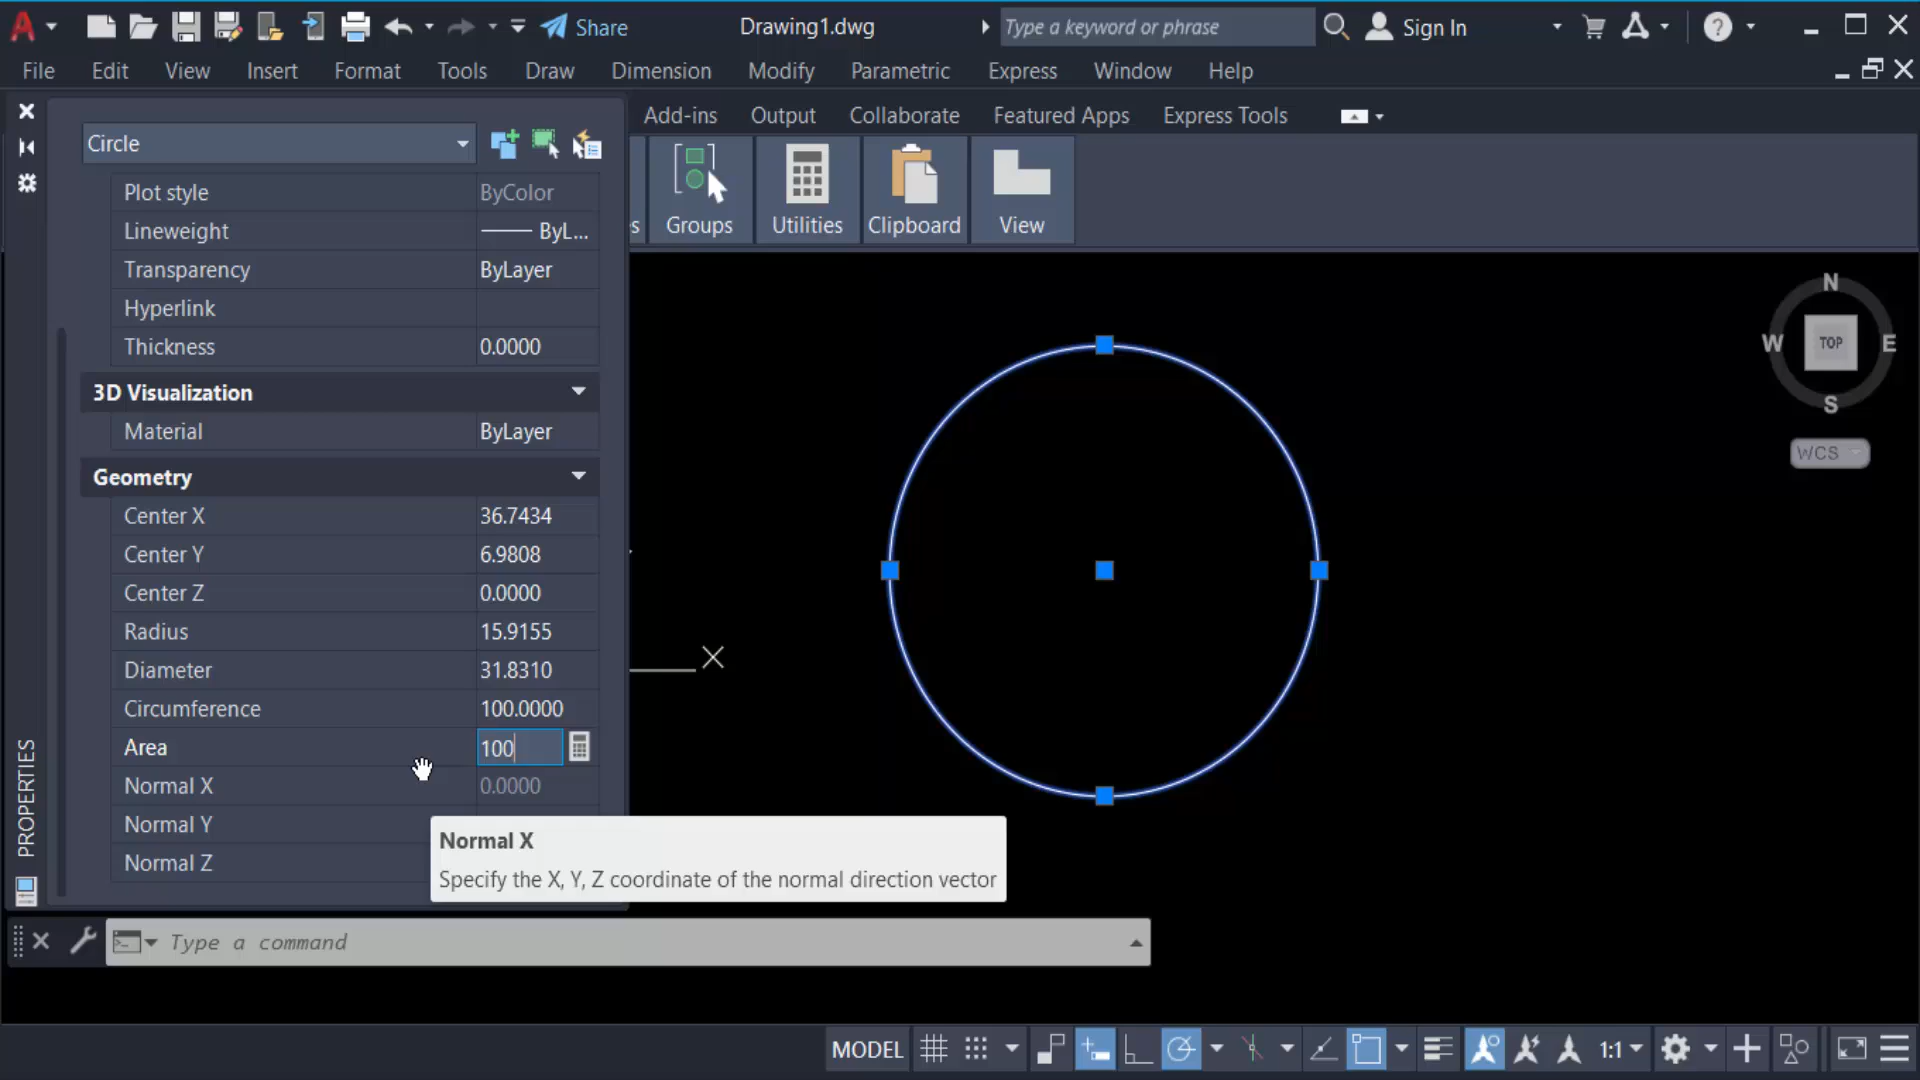 Share
Drawing1.dwg
Type a keyword or phrase
Sign In
File Edit View Insert Format Tools Draw Dimension Modify Parametric Express Window Help
Add-ins Output Collaborate Featured Apps Express Tools
Circle
Groups Utilities Clipboard View
Plot style ByColor
Lineweight ByL...
Transparency ByLayer
Hyperlink
Thickness 0.0000
3D Visualization
Material ByLayer
Geometry
Center X 36.7434
Center Y 6.9808
Center Z 0.0000
Radius 15.9155
Diameter 31.8310
Circumference 100.0000
Area 100
Normal X 0.0000
Normal Y
Normal Z
Normal X
Specify the X, Y, Z coordinate of the normal direction vector
PROPERTIES
X
N
W TOP E
S
WCS
Type a command
MODEL 1:1